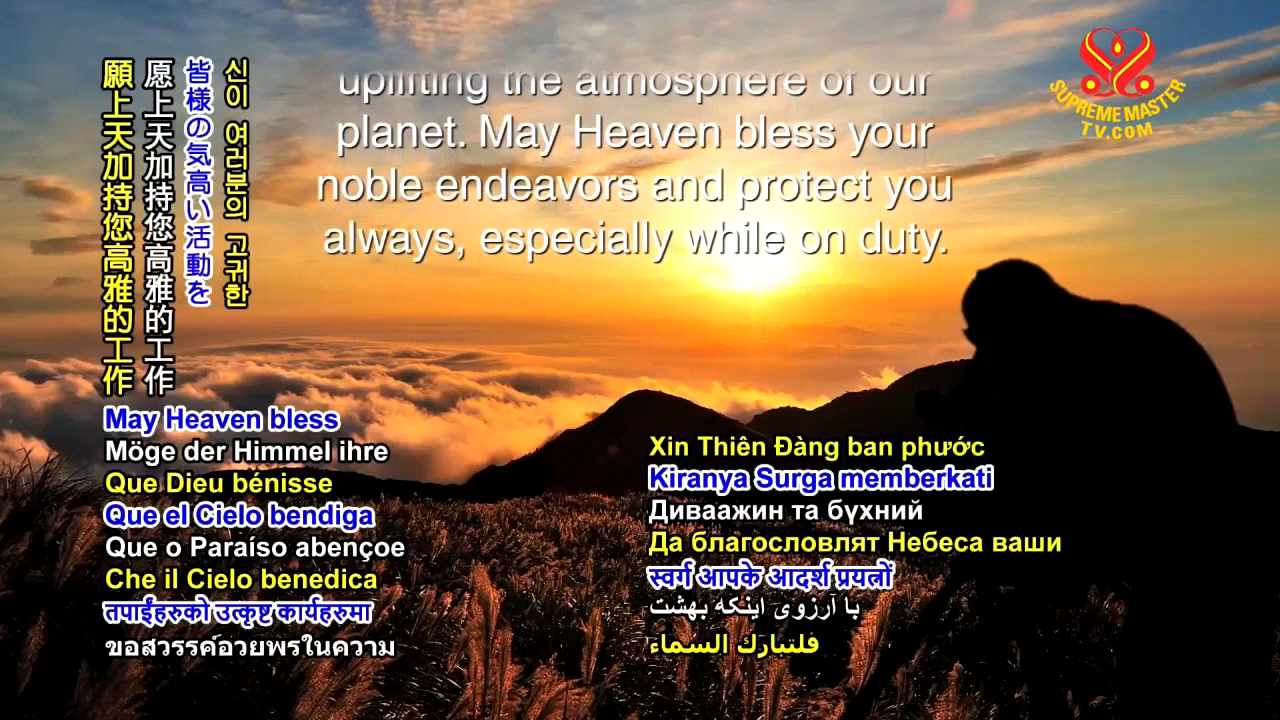 uplifting the atmosphere of our
planet. May Heaven bless your
noble endeavors and protect you
always, especially while on duty.
SUPREME MASTER
TV.COM
신이 여러분의 고귀한
皆様の気高い活動を
愿上天加持您高雅的工作
願上天加持您高雅的工作
May Heaven bless
Möge der Himmel ihre
Que Dieu bénisse
Que el Cielo bendiga
Que o Paraíso abençoe
Che il Cielo benedica
तपाईंहरुको उत्कृष्ट कार्यहरुमा
ขอสวรรค์อวยพรในความ
Xin Thiên Đàng ban phước
Kiranya Surga memberkati
Диваажин та бүхний
Да благословлят Небеса ваши
स्वर्ग आपके आदर्श प्रयत्नों
با آرزوی اینکه بهشت
فلتبارك السماء